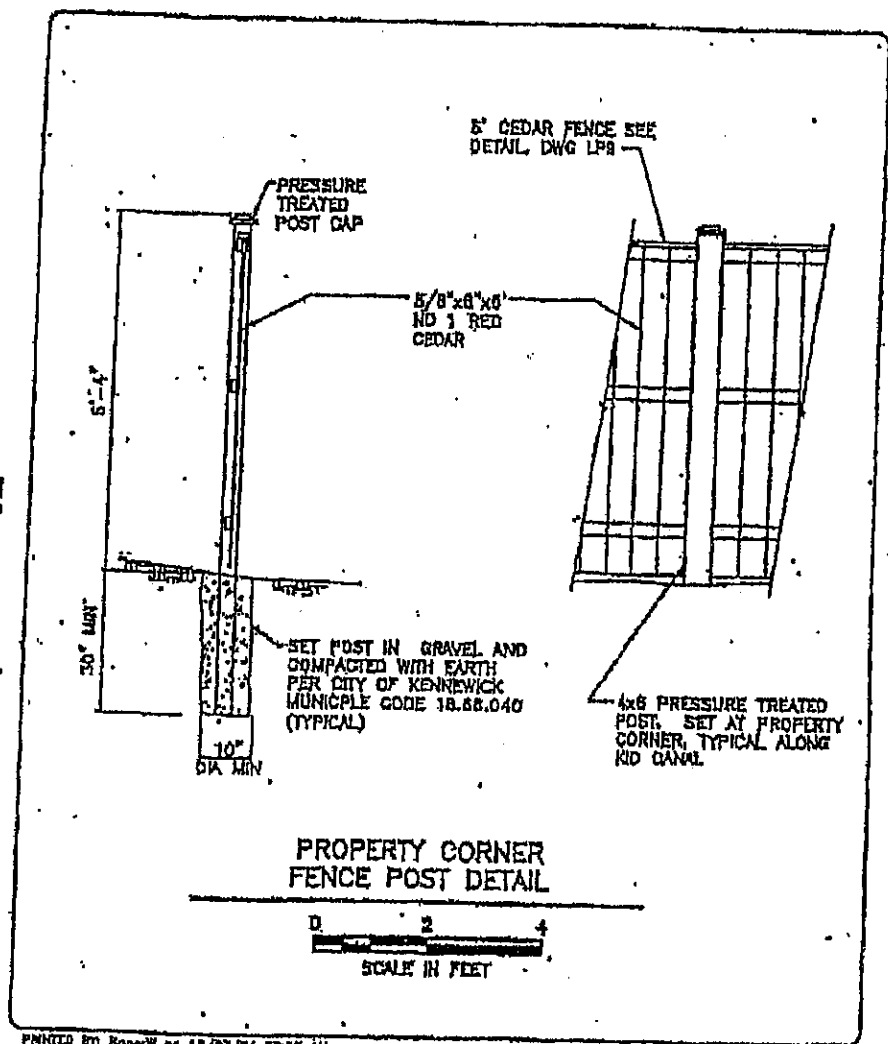 5' CEDAR FENCE SEE
DETAIL, DWG LP9
PRESSURE
TREATED
POST CAP
5/8"x6"x6'
NO 1 RED
CEDAR
30" MIN
SET POST IN GRAVEL AND
COMPACTED WITH EARTH
PER CITY OF KENNEWICK
MUNICPLE CODE 18.68.040
(TYPICAL)
4x6 PRESSURE TREATED
POST. SET AT PROPERTY
CORNER, TYPICAL ALONG
KID CANAL
10"
DIA MIN
PROPERTY CORNER
FENCE POST DETAIL
0 2 4
SCALE IN FEET
PRINTED BY: